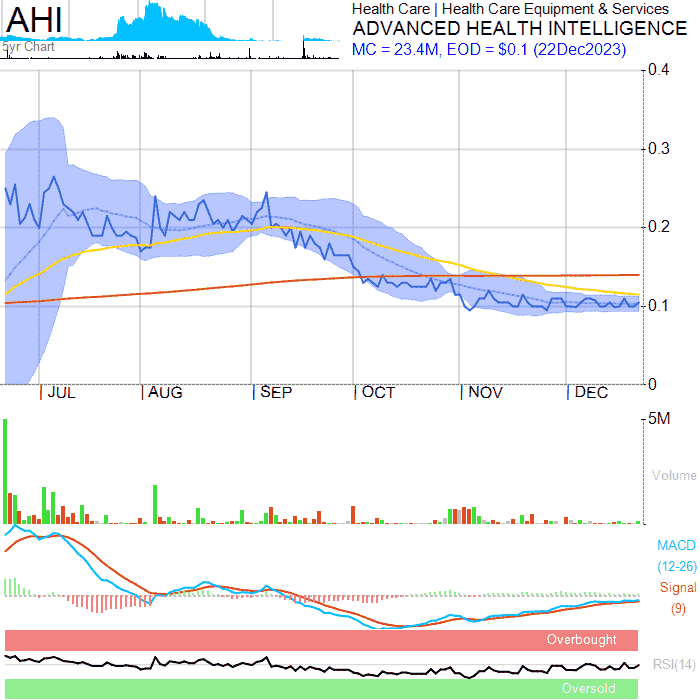 AHI
5yr Chart
Health Care | Health Care Equipment & Services
ADVANCED HEALTH INTELLIGENCE
MC = 23.4M, EOD = $0.1 (22Dec2023)
0.4
0.3
0.2
0.1
0
JUL AUG SEP OCT NOV DEC
5M
Volume
MACD
(12-26)
Signal
(9)
Overbought
RSI(14)
Oversold